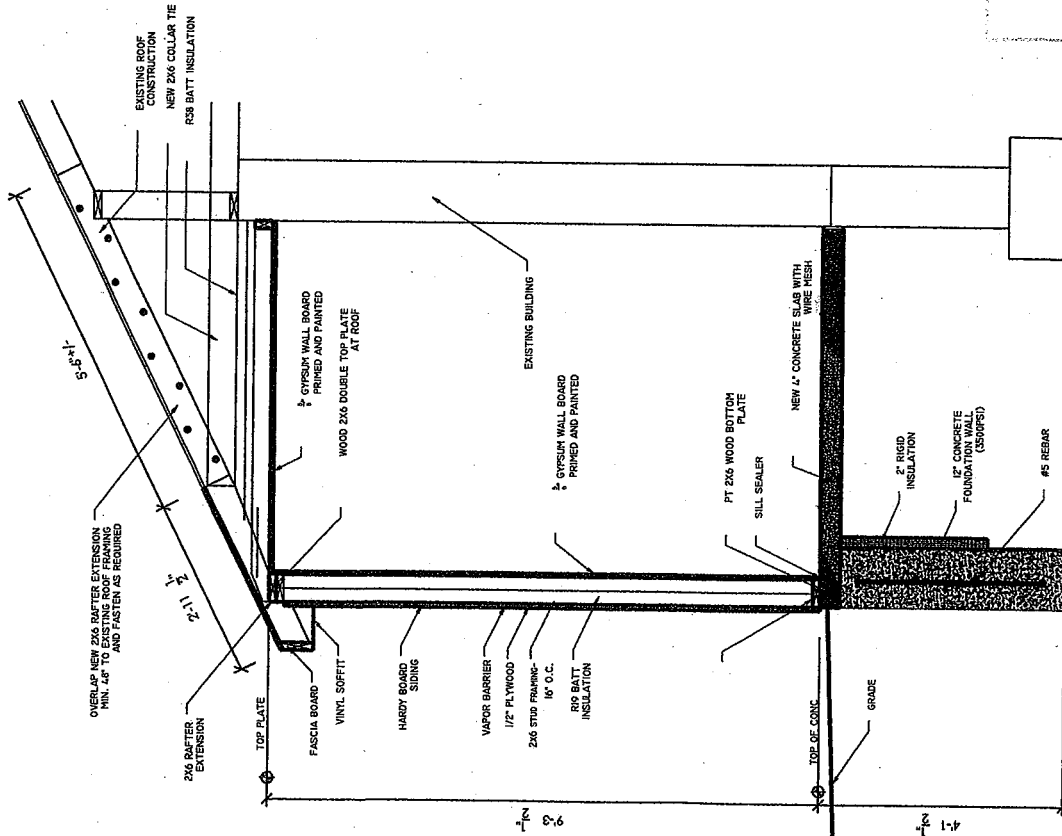 OVERLAP NEW 2X6 RAFTER EXTENSION
MIN. 48" TO EXISTING ROOF FRAMING
AND FASTEN AS REQUIRED
5'-6"+/-
2'-11 1/2"
EXISTING ROOF
CONSTRUCTION
NEW 2X6 COLLAR TIE
R38 BATT INSULATION
2X6 RAFTER
EXTENSION
TOP PLATE
FASCIA BOARD
VINYL SOFFIT
GYPSUM WALL BOARD
PRIMED AND PAINTED
WOOD 2X6 DOUBLE TOP PLATE
AT ROOF
HARDY BOARD
SIDING
EXISTING BUILDING
VAPOR BARRIER
1/2" PLYWOOD
2X6 STUD FRAMING-
16" O.C.
R19 BATT
INSULATION
GYPSUM WALL BOARD
PRIMED AND PAINTED
9'-3 1/2"
PT 2X6 WOOD BOTTOM
PLATE
SILL SEALER
NEW 4" CONCRETE SLAB WITH
WIRE MESH
TOP OF CONC
GRADE
2" RIGID
INSULATION
12" CONCRETE
FOUNDATION WALL
(3500PSI)
#5 REBAR
4'-1 1/2"